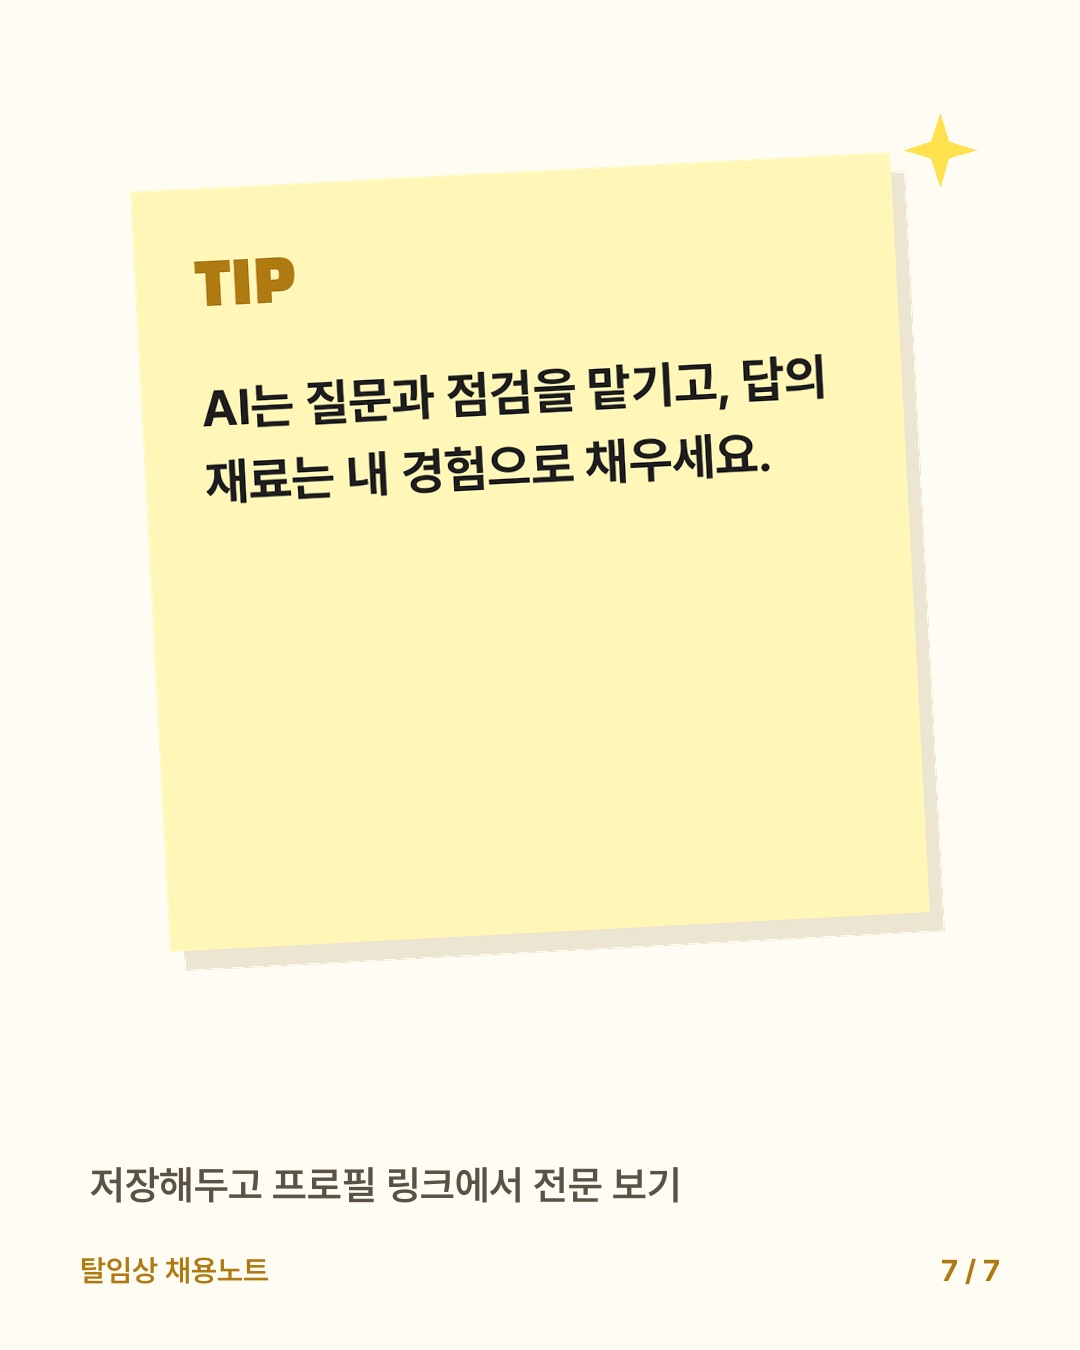 TIP
AI는 질문과 점검을 맡기고, 답의
재료는 내 경험으로 채우세요.
저장해두고 프로필 링크에서 전문 보기
탈임상 채용노트
7 / 7